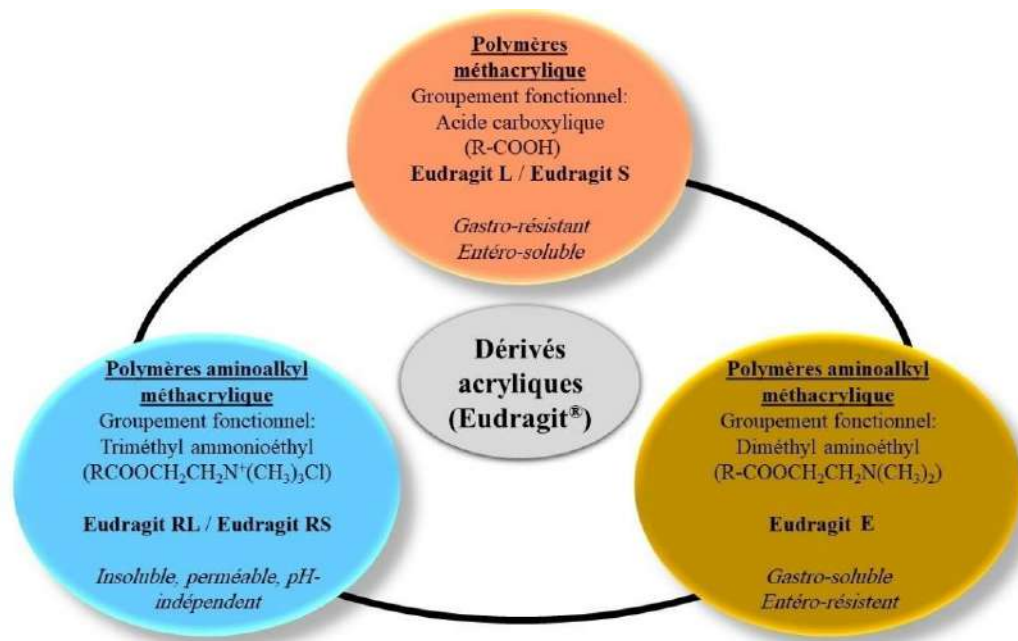 Polymères
méthacrylique
Groupement fonctionnel:
Acide carboxylique
(R-COOH)
Eudragit L / Eudragit S
Gastro-résistant
Entéro-soluble
Dérivés
acryliques
(Eudragit®)
Polymères aminoalkyl
méthacrylique
Groupement fonctionnel:
Triméthyl ammonioéthyl
(RCOOCH₂CH₂N⁺(CH₃)₃Cl)
Eudragit RL / Eudragit RS
Insoluble, perméable, pH-
indépendent
Polymères aminoalkyl
méthacrylique
Groupement fonctionnel:
Diméthyl aminoéthyl
(R-COOCH₂CH₂N(CH₃)₂)
Eudragit E
Gastro-soluble
Entéro-résistent